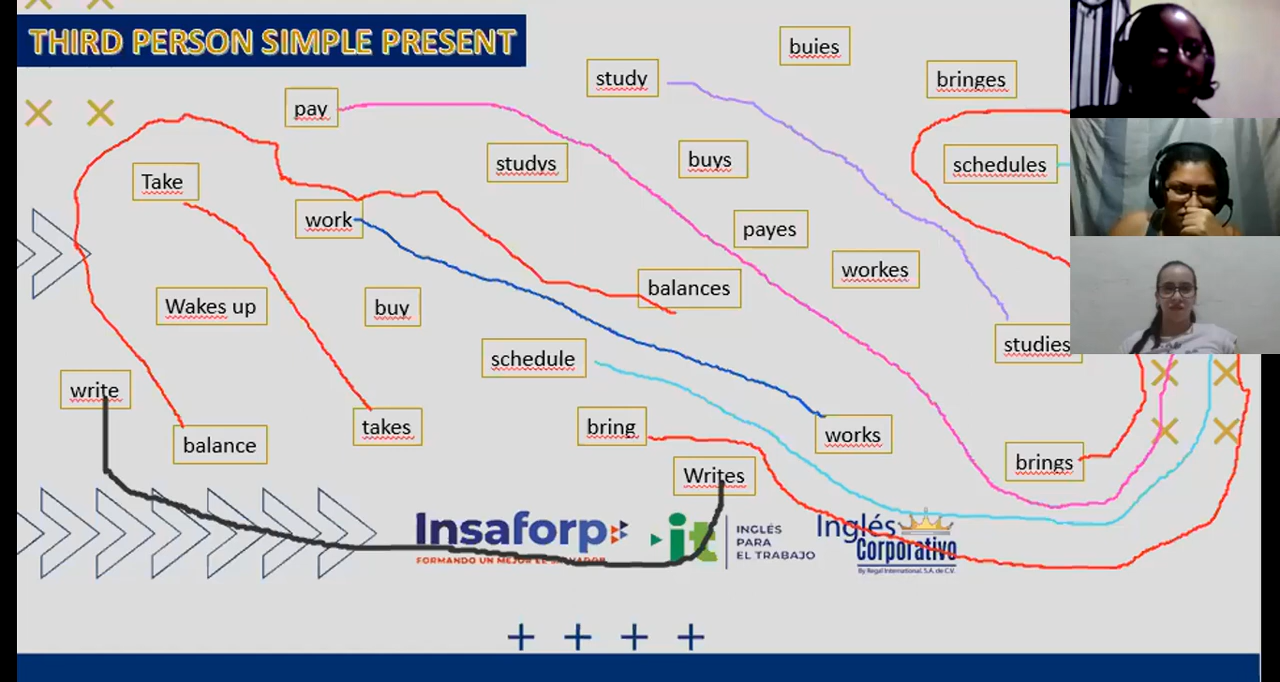 THIRD PERSON SIMPLE PRESENT
buies
study
bringes
pay
studys
buys
schedules
Take
work
payes
workes
balances
Wakes up
buy
schedule
studies
write
balance
takes
bring
works
brings
Writes
Insaforp
FORMANDO UN MEJOR EL SALVADOR
it
INGLÉS
PARA
EL TRABAJO
Inglés
Corporativo
By Regal International, S.A. de C.V.